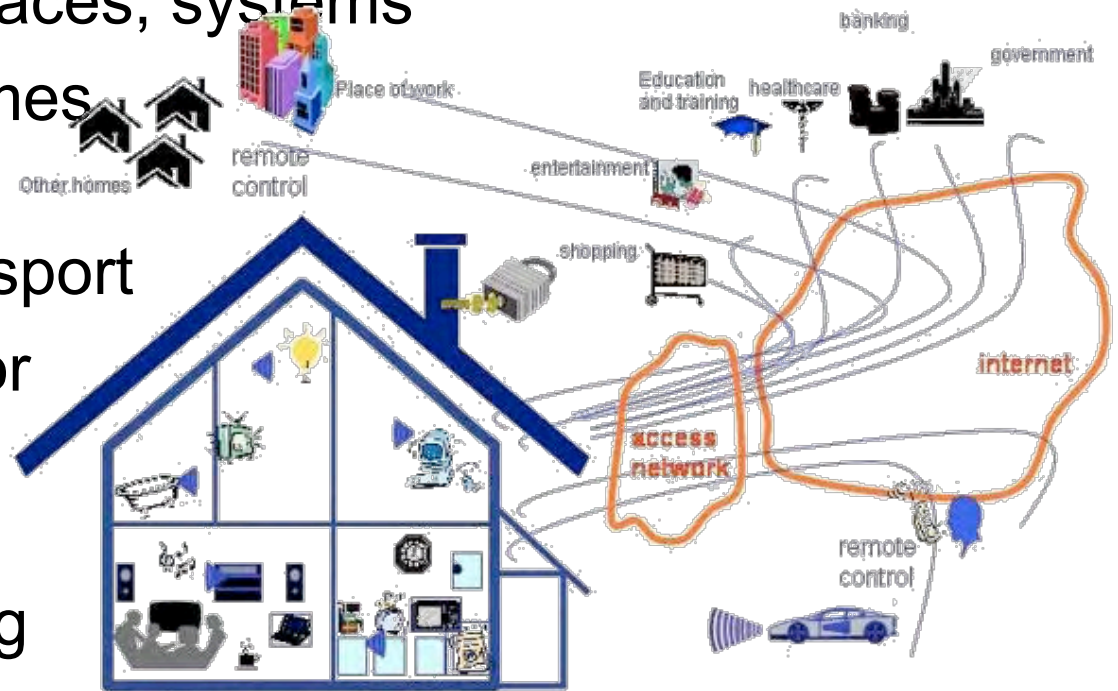 aces, systems
banking
government
Place of work
Education
and training
healthcare
mes
remote
control
Other homes
entertainment
shopping
sport
or
internet
access
network
remote
control
g